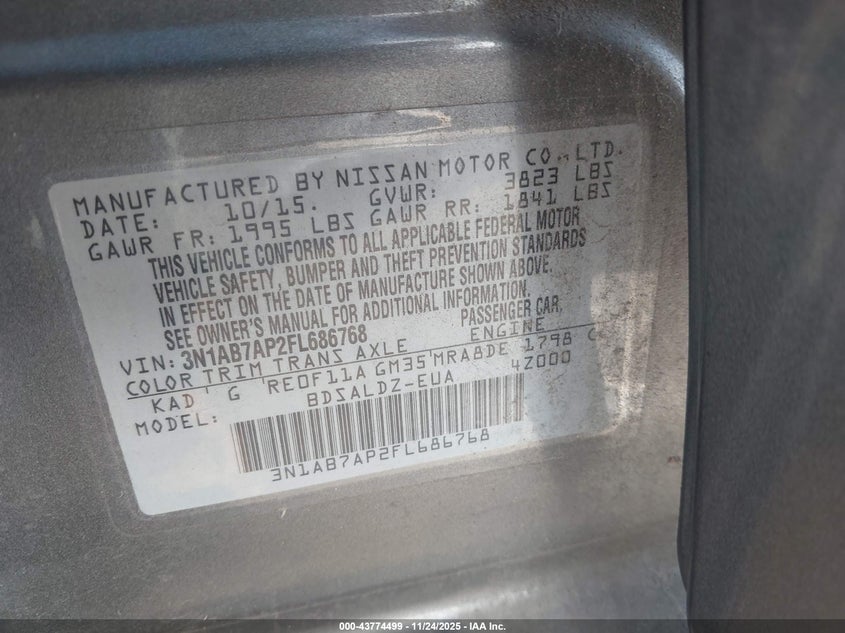 MANUFACTURED BY NISSAN MOTOR CO., LTD.
DATE: 10/15. GVWR: 3823 LBS
GAWR FR: 1995 LBS GAWR RR: 1841 LBS
THIS VEHICLE CONFORMS TO ALL APPLICABLE FEDERAL MOTOR
VEHICLE SAFETY, BUMPER AND THEFT PREVENTION STANDARDS
IN EFFECT ON THE DATE OF MANUFACTURE SHOWN ABOVE.
SEE OWNER'S MANUAL FOR ADDITIONAL INFORMATION.
VIN: 3N1AB7AP2FL686768 PASSENGER CAR.
COLOR TRIM TRANS AXLE ENGINE
KAD G RE0F11A GM35 MRA8DE 1798
MODEL: BDSALDZ-EUA 4Z000
3N1AB7AP2FL686768
000-43774499 — 11/24/2025 — IAA Inc.